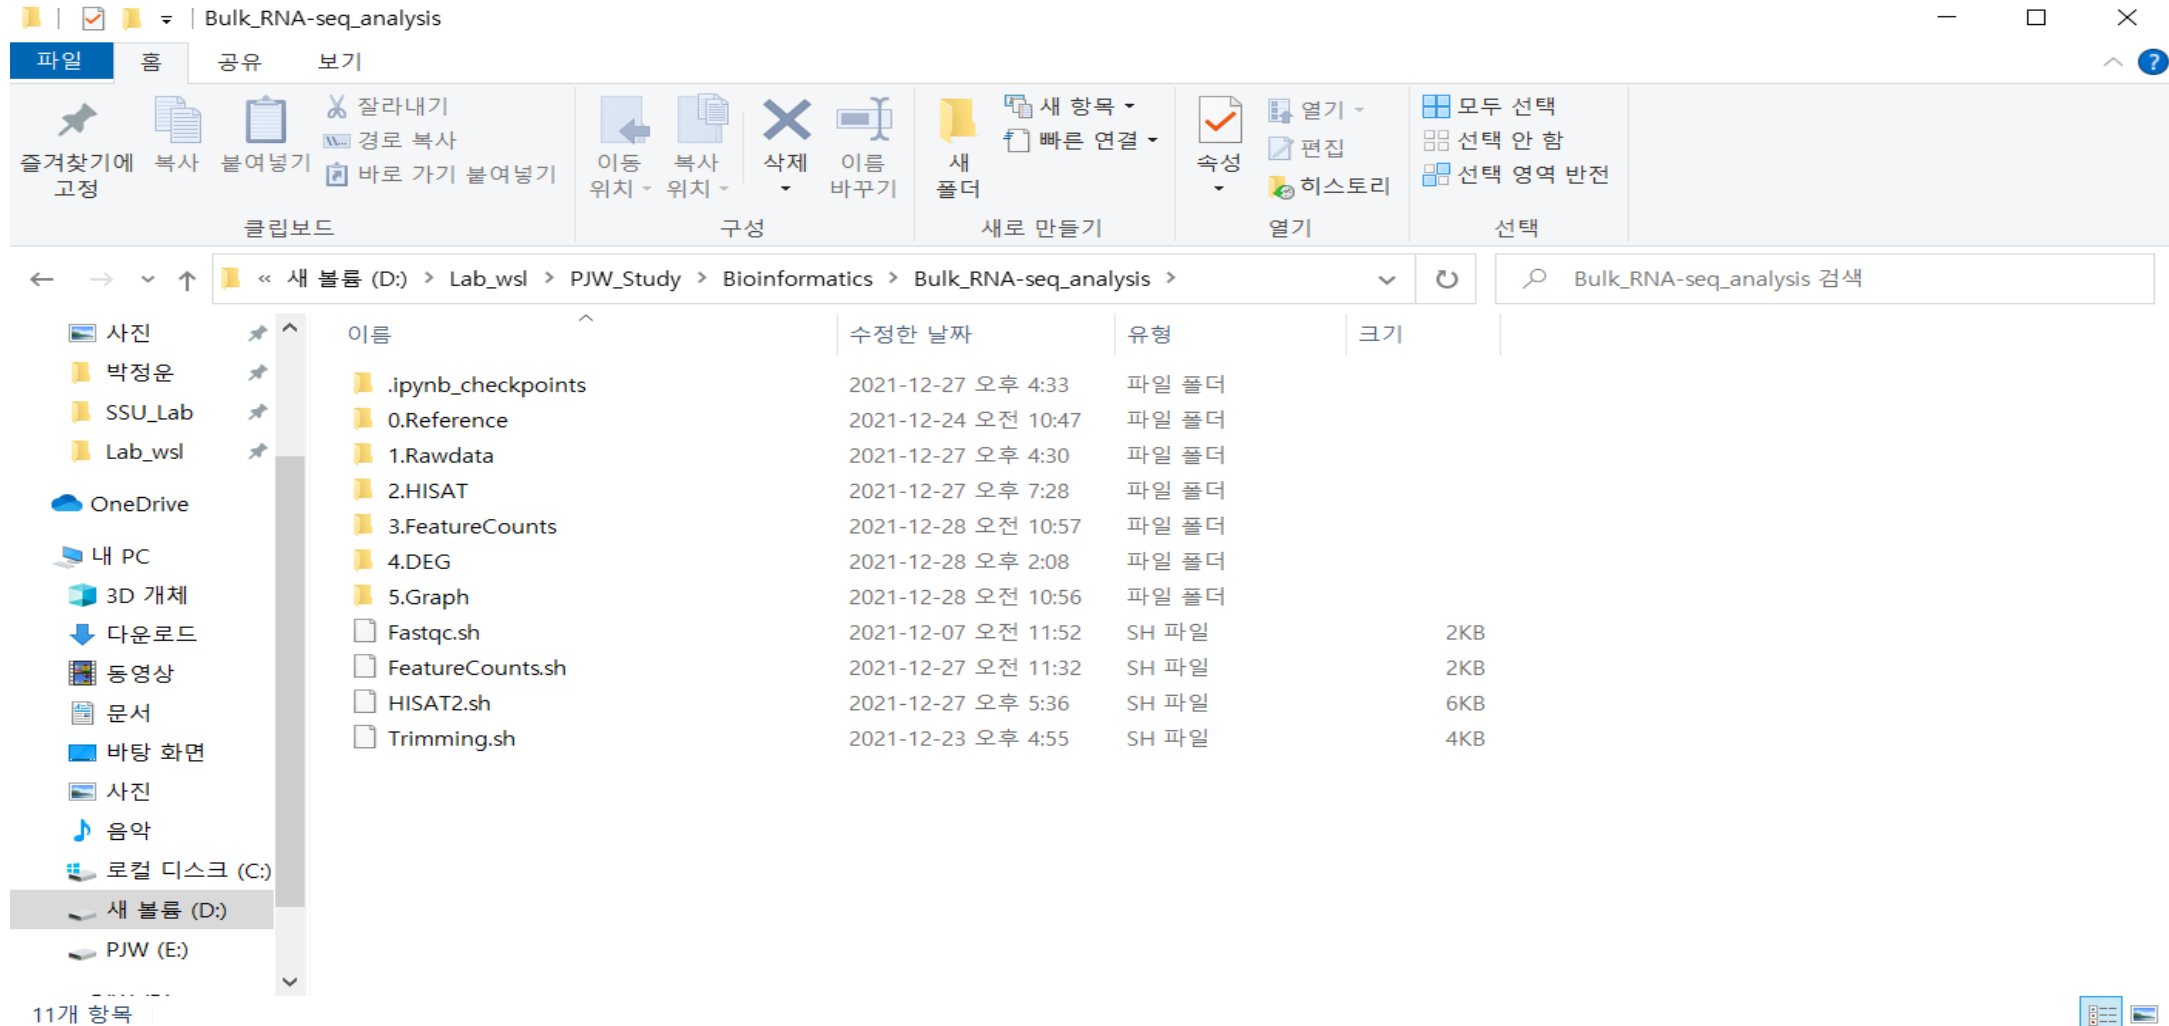 Bulk_RNA-seq_analysis
파일 홈 공유 보기
즐겨찾기에 고정
복사
붙여넣기
잘라내기
경로 복사
바로 가기 붙여넣기
클립보드
이동 위치
복사 위치
삭제
이름 바꾸기
구성
새 폴더
새 항목
빠른 연결
새로 만들기
속성
열기
편집
히스토리
열기
모두 선택
선택 안 함
선택 영역 반전
선택
« 새 볼륨 (D:) > Lab_wsl > PJW_Study > Bioinformatics > Bulk_RNA-seq_analysis >
Bulk_RNA-seq_analysis 검색
사진
박정운
SSU_Lab
Lab_wsl
OneDrive
내 PC
3D 개체
다운로드
동영상
문서
바탕 화면
사진
음악
로컬 디스크 (C:)
새 볼륨 (D:)
PJW (E:)
이름 수정한 날짜 유형 크기
.ipynb_checkpoints 2021-12-27 오후 4:33 파일 폴더
0.Reference 2021-12-24 오전 10:47 파일 폴더
1.Rawdata 2021-12-27 오후 4:30 파일 폴더
2.HISAT 2021-12-27 오후 7:28 파일 폴더
3.FeatureCounts 2021-12-28 오전 10:57 파일 폴더
4.DEG 2021-12-28 오후 2:08 파일 폴더
5.Graph 2021-12-28 오전 10:56 파일 폴더
Fastqc.sh 2021-12-07 오전 11:52 SH 파일 2KB
FeatureCounts.sh 2021-12-27 오전 11:32 SH 파일 2KB
HISAT2.sh 2021-12-27 오후 5:36 SH 파일 6KB
Trimming.sh 2021-12-23 오후 4:55 SH 파일 4KB
11개 항목